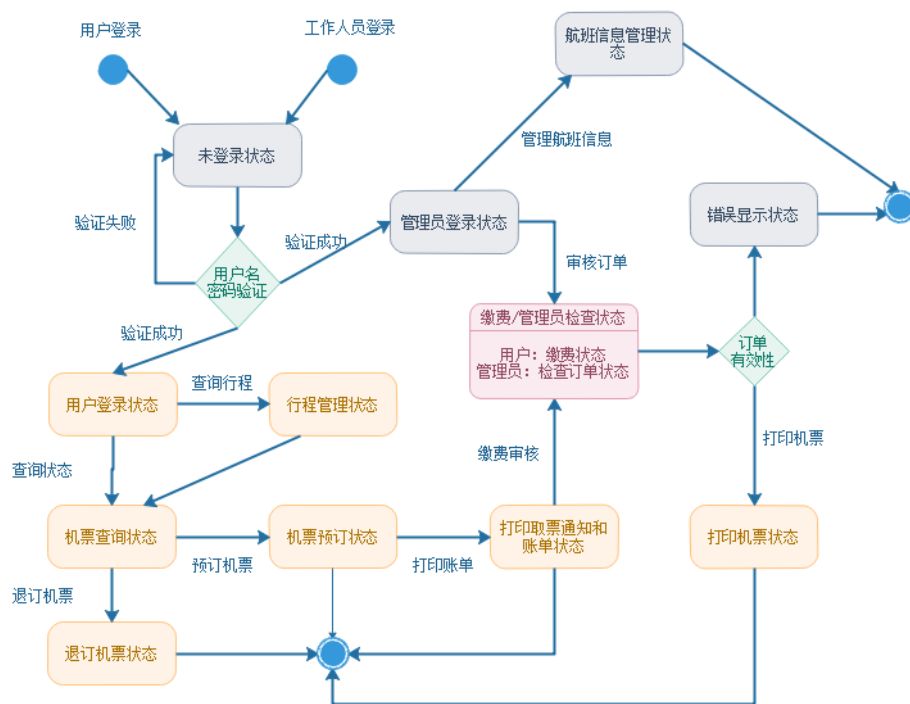 用户登录
工作人员登录
航班信息管理状
态
未登录状态
管理航班信息
验证失败
验证成功
管理员登录状态
错误显示状态
用户名
密码验证
审核订单
验证成功
缴费/管理员检查状态
用户：缴费状态
管理员：检查订单状态
订单
有效性
查询行程
用户登录状态
行程管理状态
打印机票
查询状态
缴费审核
机票查询状态
预订机票
机票预订状态
打印账单
打印取票通知和
账单状态
打印机票状态
退订机票
退订机票状态